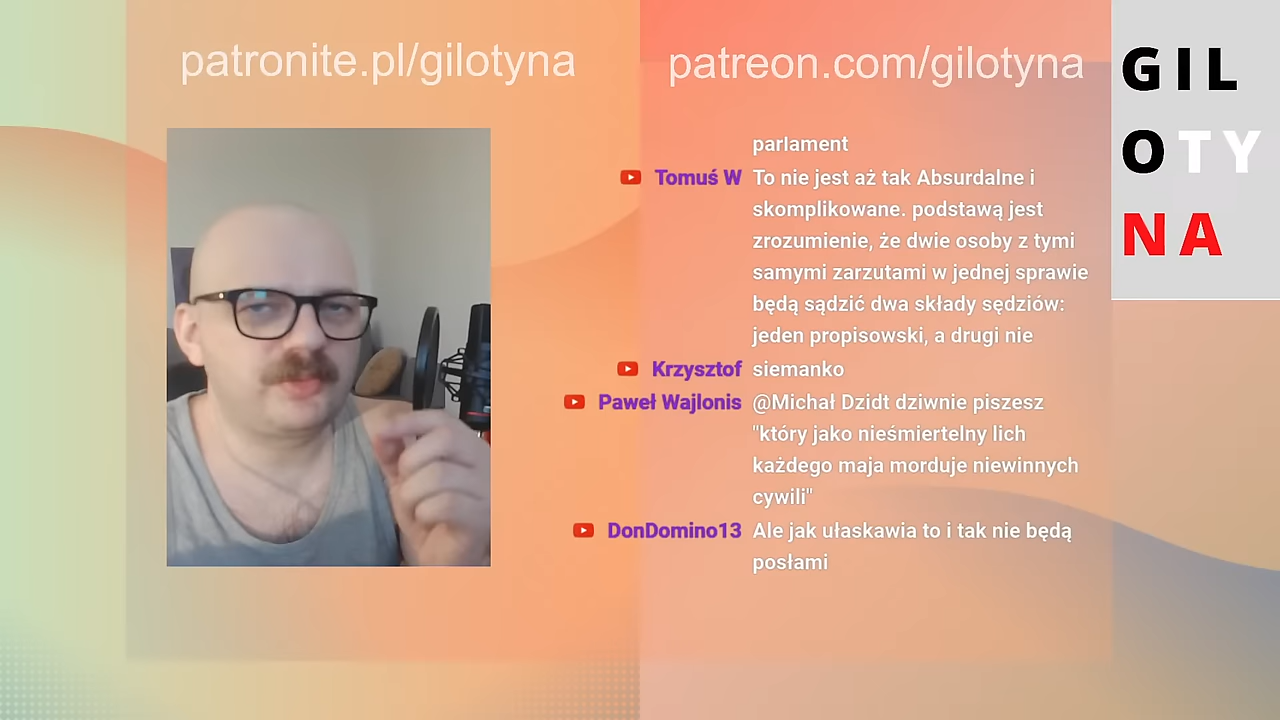 patronite.pl/gilotyna
patreon.com/gilotyna
GIL
OTY
NA
parlament
Tomuś W To nie jest aż tak Absurdalne i
skomplikowane. podstawą jest
zrozumienie, że dwie osoby z tymi
samymi zarzutami w jednej sprawie
będą sądzić dwa składy sędziów:
jeden propisowski, a drugi nie
Krzysztof siemanko
Paweł Wajlonis @Michał Dzidt dziwnie piszesz
"który jako nieśmiertelny lich
każdego maja morduje niewinnych
cywili"
DonDomino13 Ale jak ułaskawia to i tak nie będą
posłami